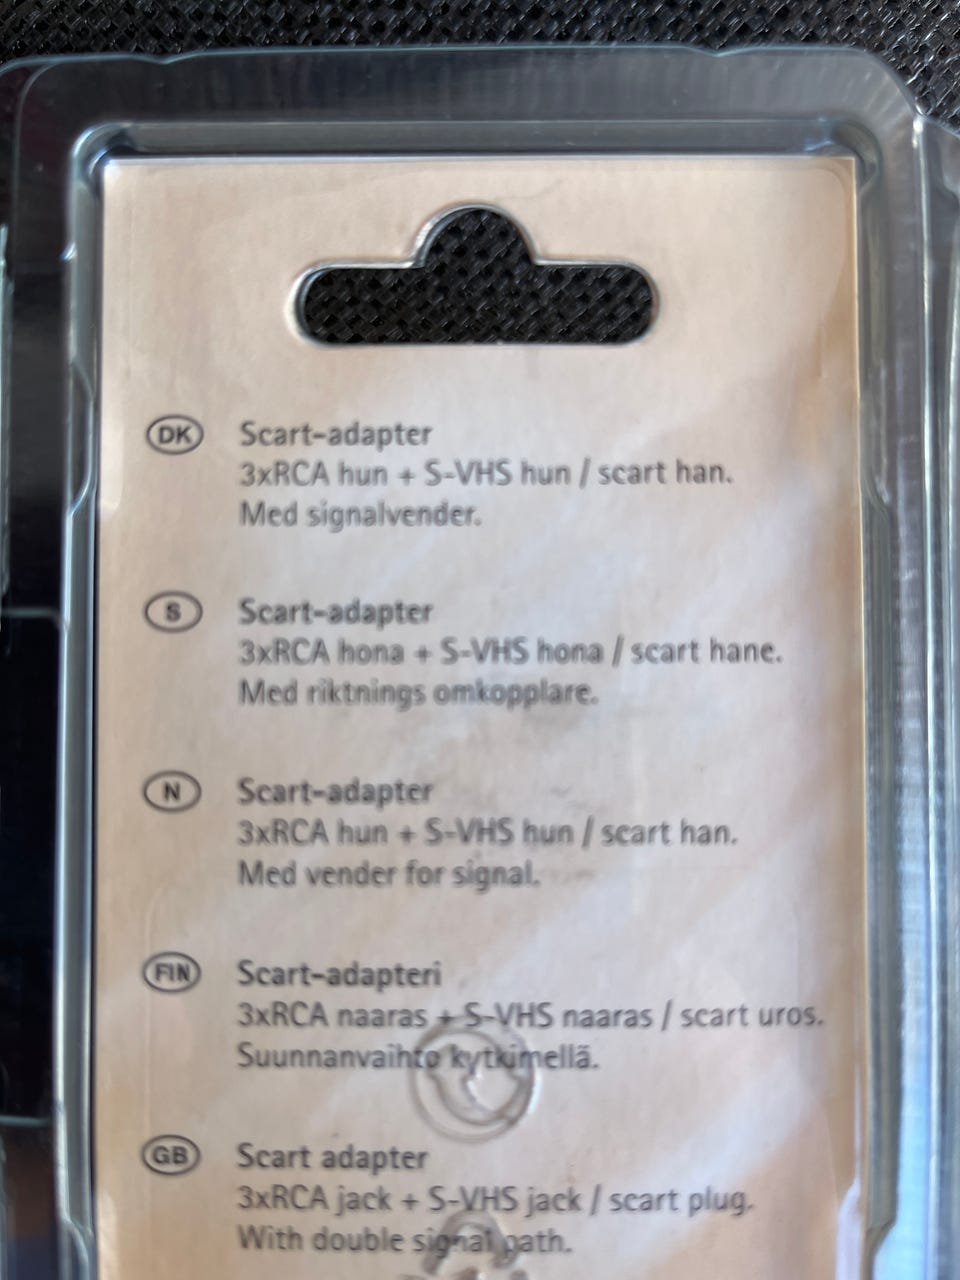 DK Scart-adapter
3xRCA hun + S-VHS hun / scart han.
Med signalvender.
S Scart-adapter
3xRCA hona + S-VHS hona / scart hane.
Med riktnings omkopplare.
N Scart-adapter
3xRCA hun + S-VHS hun / scart han.
Med vender for signal.
FIN Scart-adapteri
3xRCA naaras + S-VHS naaras / scart uros.
Suunnanvaihto kytkimellä.
GB Scart adapter
3xRCA jack + S-VHS jack / scart plug.
With double signal path.